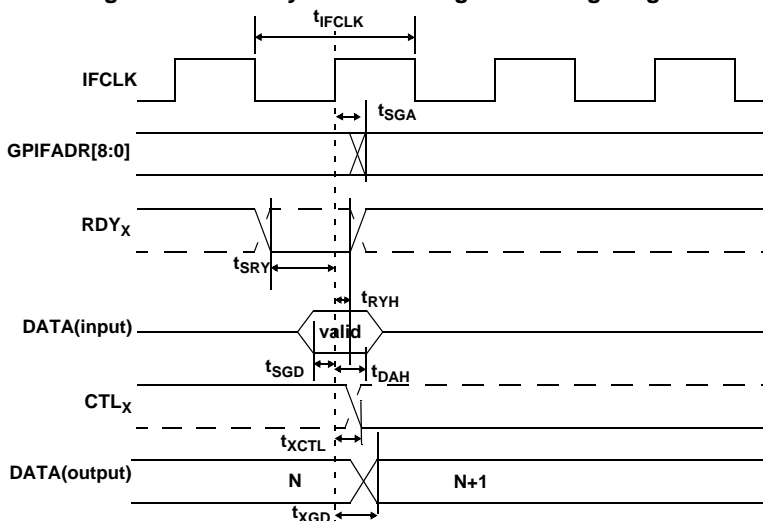 tIFCLK
IFCLK
tSGA
GPIFADR[8:0]
RDYX
tSRY
tRYH
DATA(input)
valid
tSGD
tDAH
CTLX
tXCTL
DATA(output)
N
N+1
tXGD